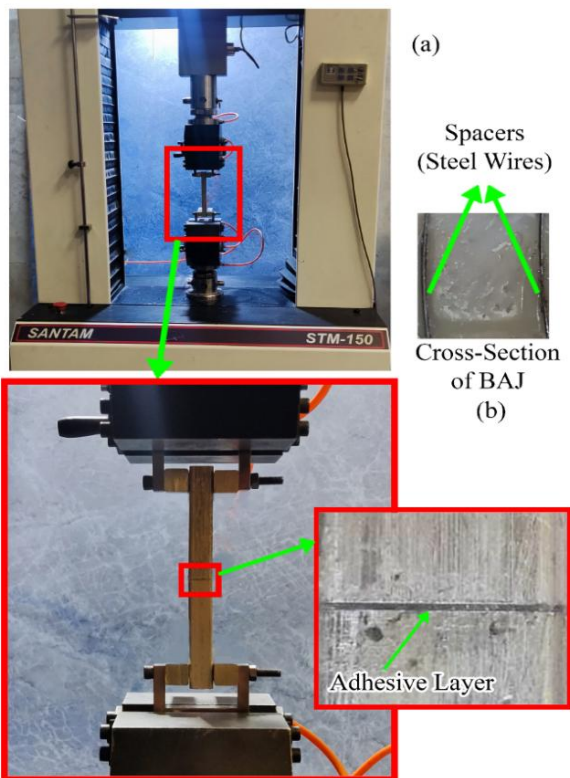 (a)
Spacers
(Steel Wires)
SANTAM
STM-150
Cross-Section
of BAJ
(b)
Adhesive Layer